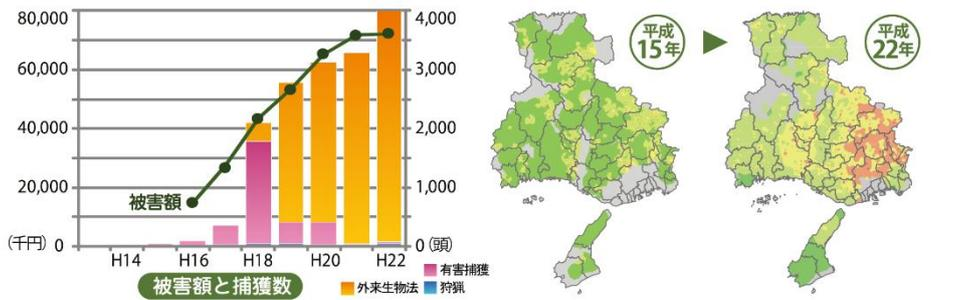 80,000
60,000
40,000
20,000
（千円） 0
4,000
3,000
2,000
1,000
0（頭）
被害額
H14 H16 H18 H20 H22
被害額と捕獲数
有害捕獲
外来生物法
狩猟
平成
15年
平成
22年